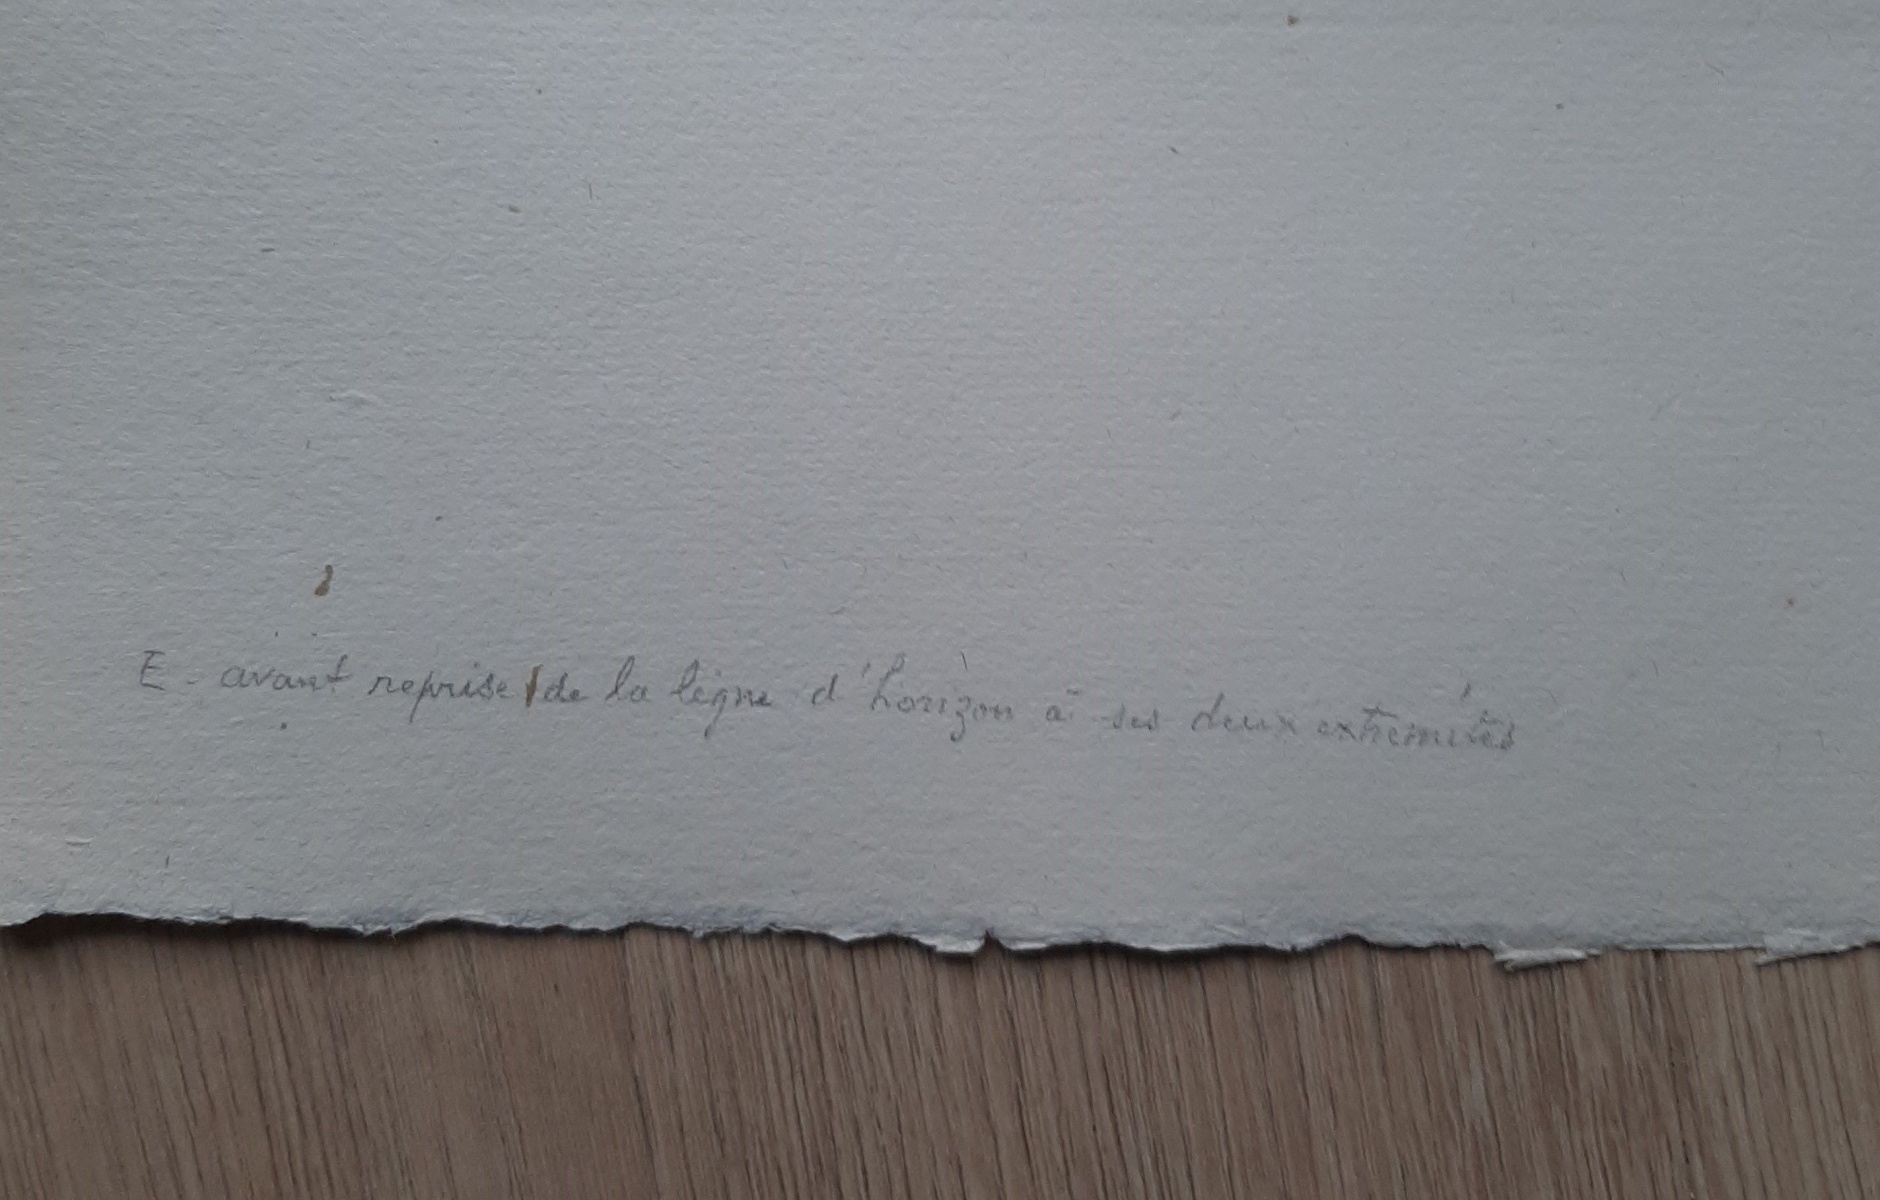 E - avant reprise de la ligne d'horizon à ses deux extrémités